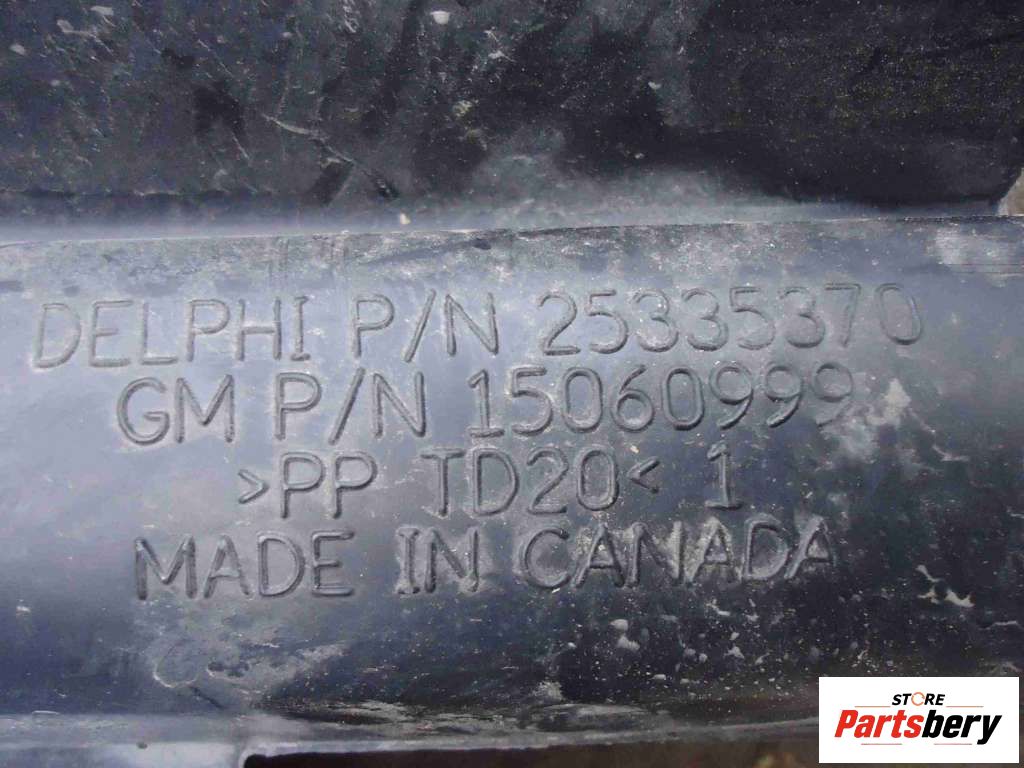 DELPHI P/N 25335370
GM P/N 15060999
>PP TD20< 1
MADE IN CANADA
STORE
Partsbery